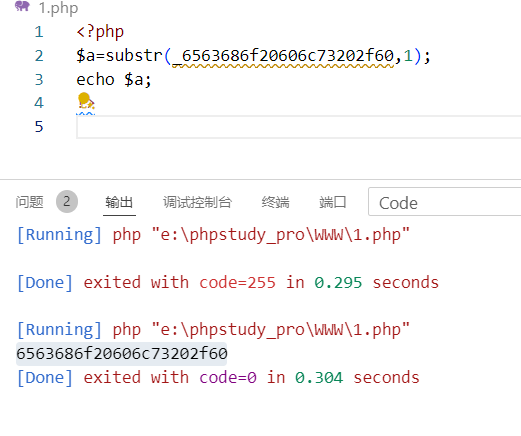 1.php
1 <?php
2 $a=substr(_6563686f20606c73202f60,1);
3 echo $a;
4 ?>
5
问题 2 输出 调试控制台 终端 端口 Code
[Running] php "e:\phpstudy_pro\WWW\1.php"
[Done] exited with code=255 in 0.295 seconds
[Running] php "e:\phpstudy_pro\WWW\1.php"
6563686f20606c73202f60
[Done] exited with code=0 in 0.304 seconds